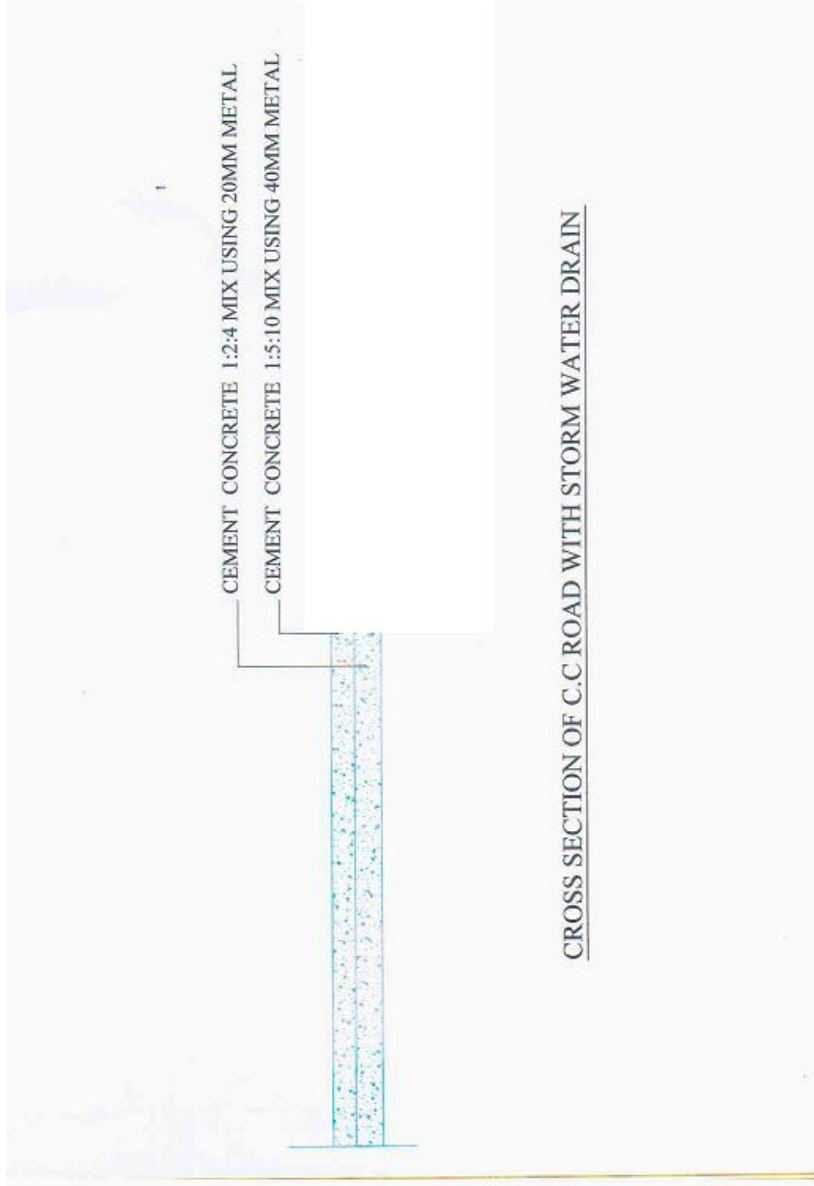 CEMENT CONCRETE 1:2:4 MIX USING 20MM METAL
CEMENT CONCRETE 1:5:10 MIX USING 40MM METAL
CROSS SECTION OF C.C ROAD WITH STORM WATER DRAIN